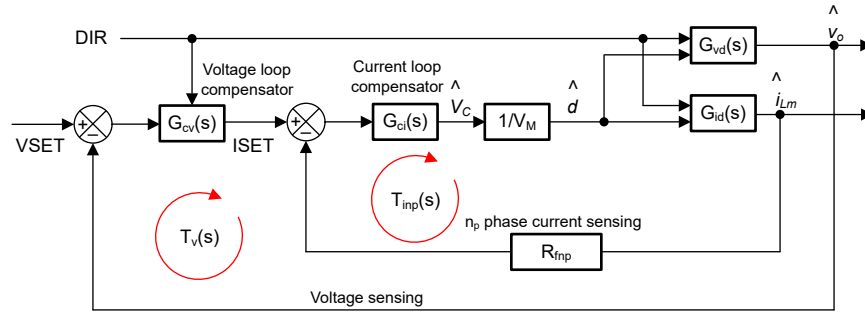 DIR
Voltage loop
compensator
Current loop
compensator
^
V_C
^
d
^
v_o
G_vd(s)
^
i_Lm
VSET
+
−
G_cv(s)
ISET
+
−
G_ci(s)
1/V_M
G_id(s)
T_v(s)
T_inp(s)
n_p phase current sensing
R_fnp
Voltage sensing